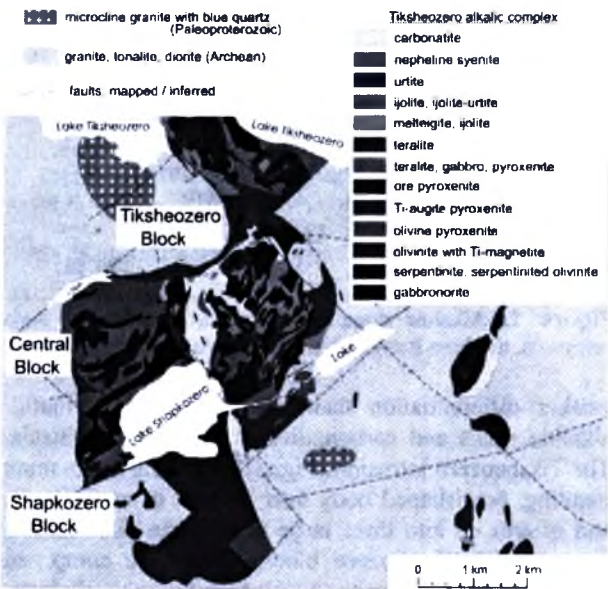 microcline granite with blue quartz
(Paleoproterozoic)
granite, tonalite, diorite (Archean)
faults, mapped / inferred
Tiksheozero alkalic complex
carbonatite
nepheline syenite
urtite
ijolite, ijolite-urtite
melteigite, ijolite
teralite
teralite, gabbro, pyroxenite
ore pyroxenite
Ti-augite pyroxenite
olivine pyroxenite
olivinite with Ti-magnetite
serpentinite, serpentinited olivinite
gabbronorite
Lake Tiksheozero
Lake Tiksheozero
Tiksheozero
Block
Central
Block
Lake
Lake Shapkozero
Shapkozero
Block
0 1 km 2 km